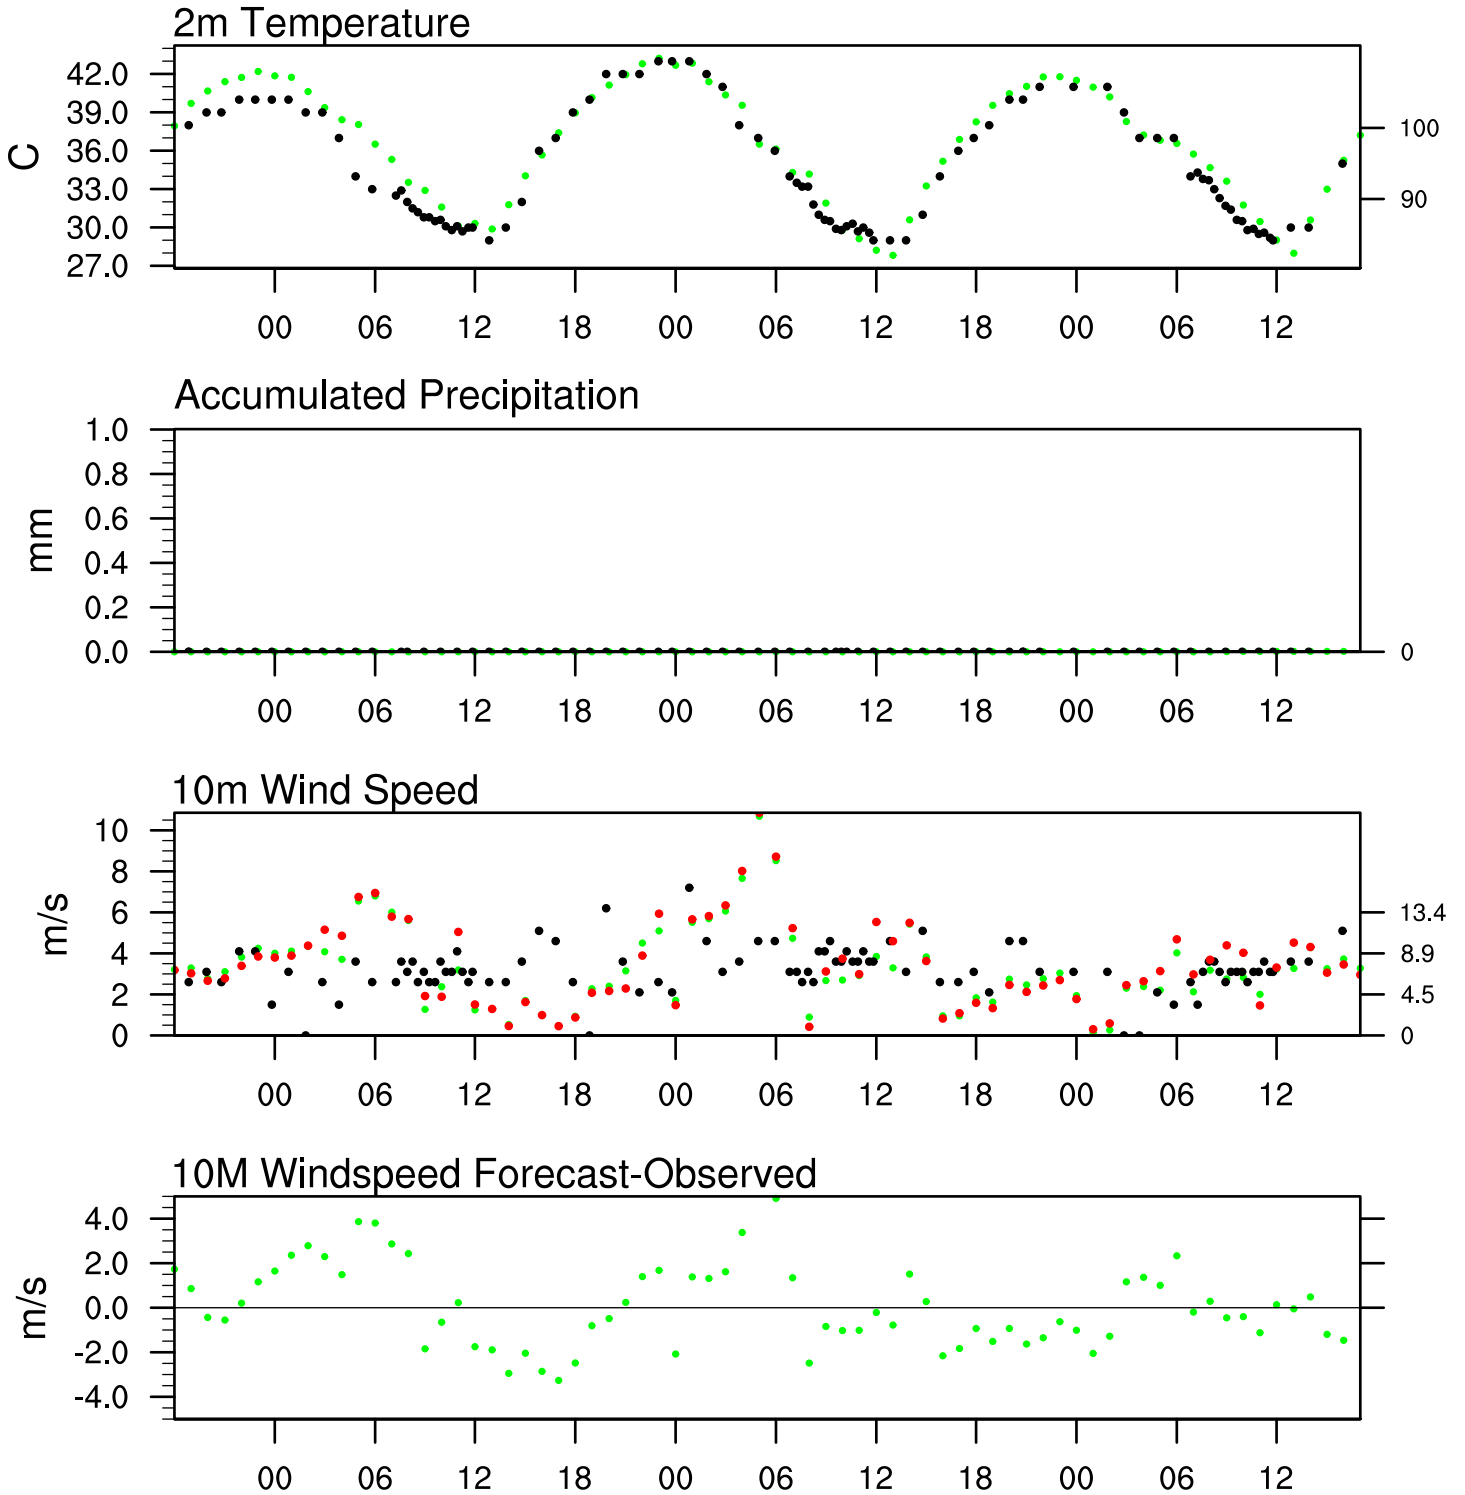 2m Temperature
42.0
39.0
36.0
33.0
30.0
27.0
C
100
90
00 06 12 18 00 06 12 18 00 06 12
Accumulated Precipitation
1.0
0.8
0.6
0.4
0.2
0.0
mm
0
00 06 12 18 00 06 12 18 00 06 12
10m Wind Speed
10
8
6
4
2
0
m/s
13.4
8.9
4.5
0
00 06 12 18 00 06 12 18 00 06 12
10M Windspeed Forecast-Observed
4.0
2.0
0.0
-2.0
-4.0
m/s
00 06 12 18 00 06 12 18 00 06 12